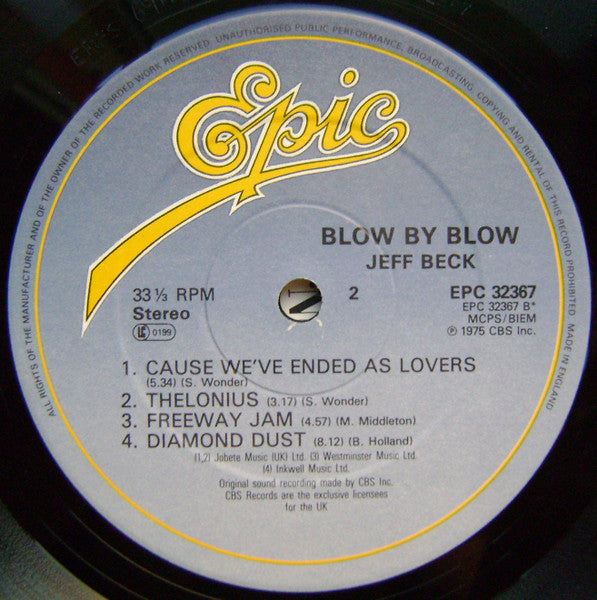 ALL RIGHTS OF THE MANUFACTURER AND OF THE OWNER OF THE RECORDED WORK RESERVED. UNAUTHORISED PUBLIC PERFORMANCE, BROADCASTING, COPYING AND RENTAL OF THIS RECORD PROHIBITED. MADE IN ENGLAND
Epic
BLOW BY BLOW
JEFF BECK
33⅓ RPM
Stereo
LC 0199
2
EPC 32367
EPC 32367 B*
MCPS/BIEM
℗ 1975 CBS Inc.
1. CAUSE WE'VE ENDED AS LOVERS
(5.34) (S. Wonder)
2. THELONIUS (3.17) (S. Wonder)
3. FREEWAY JAM (4.57) (M. Middleton)
4. DIAMOND DUST (8.12) (B. Holland)
(1,2) Jobete Music (UK) Ltd. (3) Westminster Music Ltd.
(4) Inkwell Music Ltd.
Original sound recording made by CBS Inc.
CBS Records are the exclusive licensees
for the UK